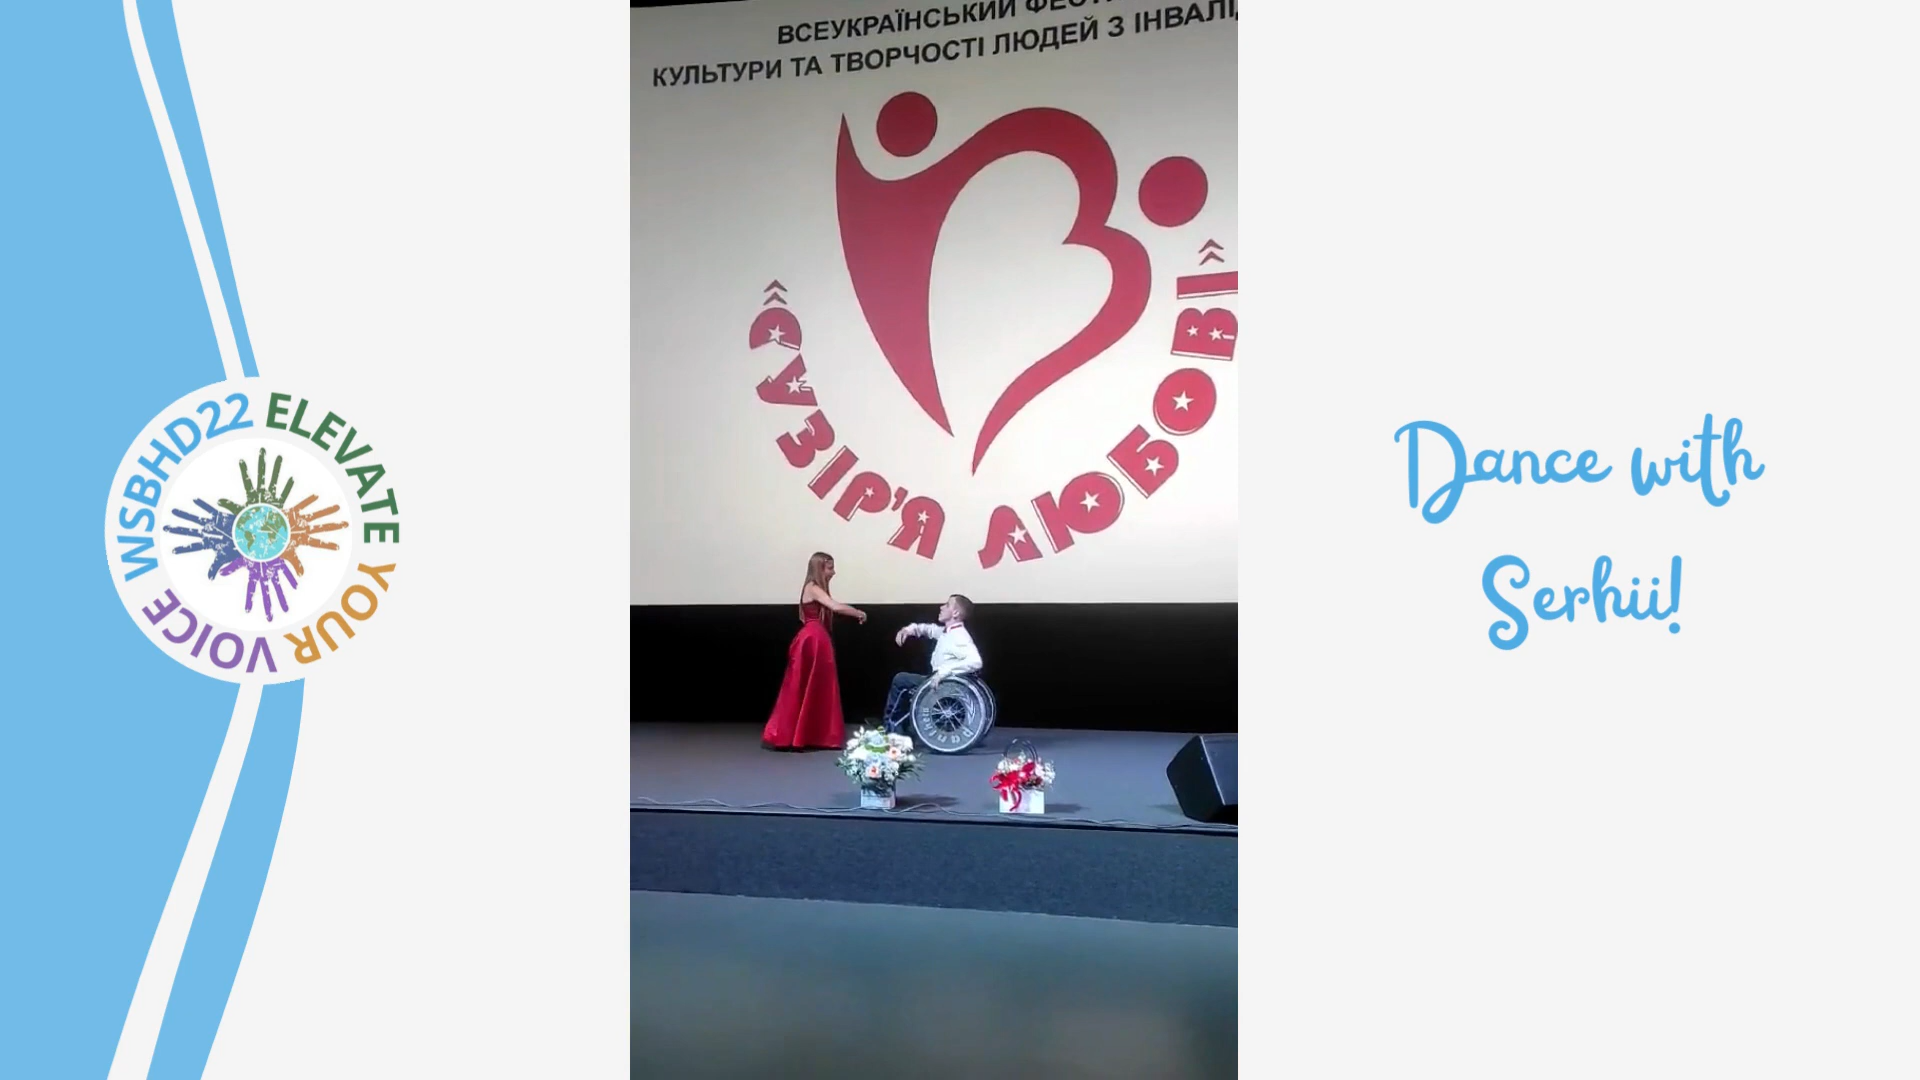 WSBHD22 ELEVATE YOUR VOICE
ВСЕУКРАЇНСЬКИЙ
КУЛЬТУРИ ТА ТВОРЧОСТІ ЛЮДЕЙ З
«СУЗІР'Я ЛЮБОВІ»
Dance with
Serhii!